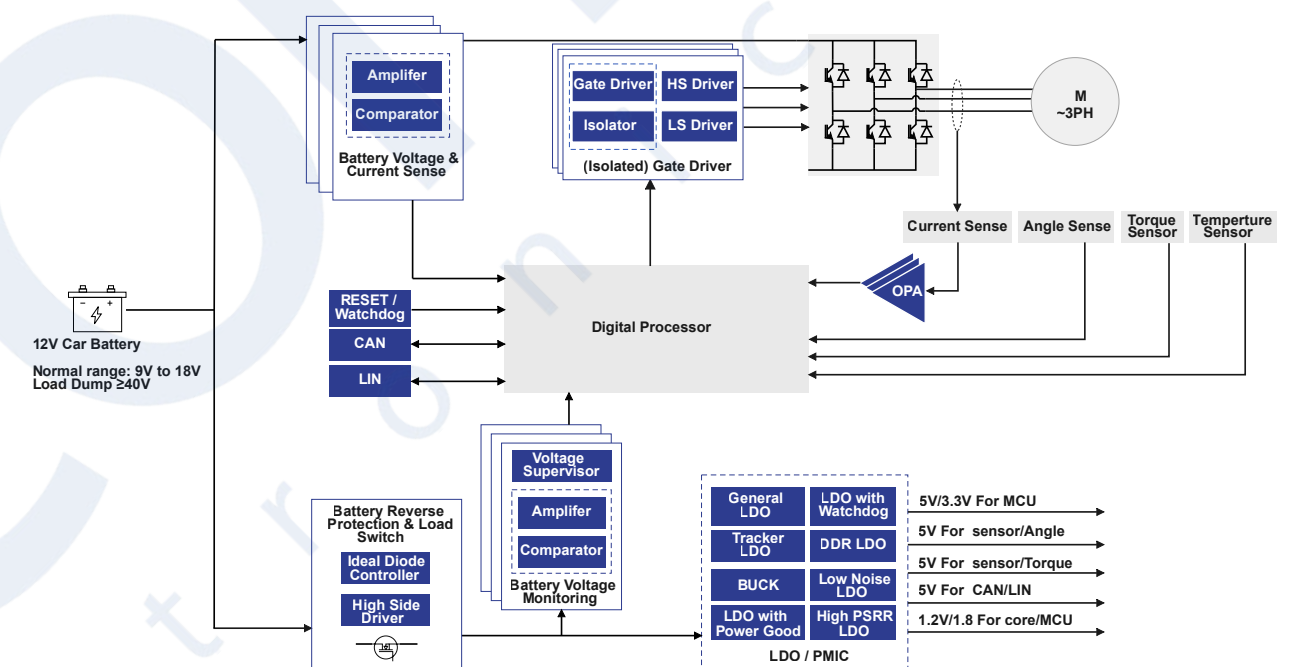 Amplifer
Comparator
Battery Voltage &
Current Sense
Gate Driver
HS Driver
Isolator
LS Driver
(Isolated) Gate Driver
M
~3PH
Current Sense
Angle Sense
Torque
Sensor
Temperture
Sensor
OPA
RESET /
Watchdog
CAN
LIN
Digital Processor
- +
12V Car Battery
Normal range: 9V to 18V
Load Dump ≥40V
Battery Reverse
Protection & Load
Switch
Ideal Diode
Controller
High Side
Driver
Voltage
Supervisor
Amplifer
Comparator
Battery Voltage
Monitoring
General
LDO
LDO with
Watchdog
Tracker
LDO
DDR LDO
BUCK
Low Noise
LDO
LDO with
Power Good
High PSRR
LDO
LDO / PMIC
5V/3.3V For MCU
5V For sensor/Angle
5V For sensor/Torque
5V For CAN/LIN
1.2V/1.8 For core/MCU